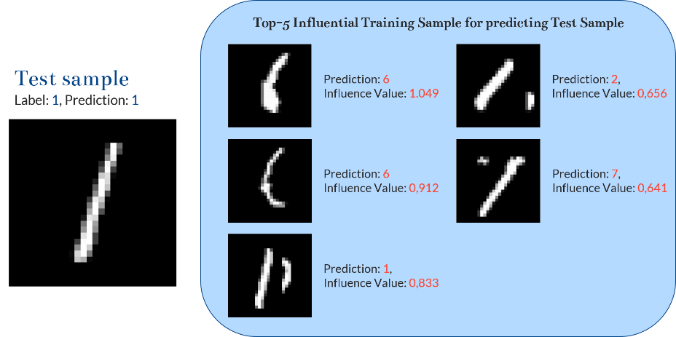 Top-5 Influential Training Sample for predicting Test Sample
Test sample
Label: 1, Prediction: 1
Prediction: 6
Influence Value: 1.049
Prediction: 2,
Influence Value: 0,656
Prediction: 6
Influence Value: 0,912
Prediction: 7,
Influence Value: 0,641
Prediction: 1,
Influence Value: 0,833